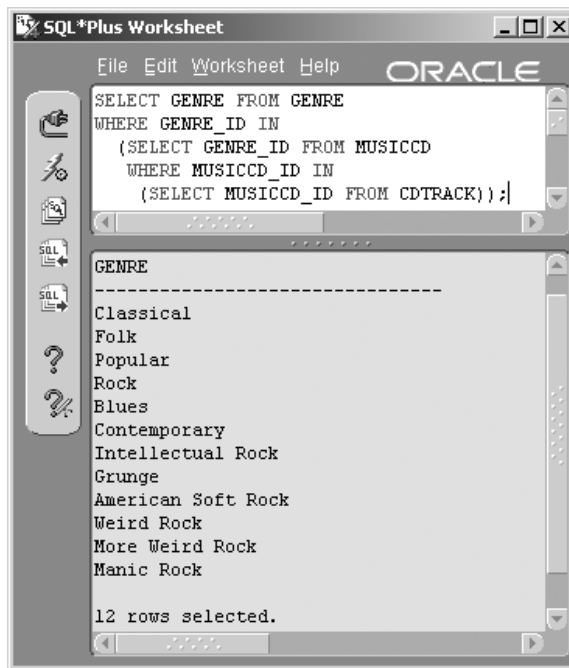 SQL*Plus Worksheet
File Edit Worksheet Help ORACLE
SELECT GENRE FROM GENRE
WHERE GENRE_ID IN
(SELECT GENRE_ID FROM MUSICCD
WHERE MUSICCD_ID IN
(SELECT MUSICCD_ID FROM CDTRACK));
SQL
SQL
GENRE
--------------------------------
Classical
Folk
Popular
Rock
Blues
Contemporary
Intellectual Rock
Grunge
American Soft Rock
Weird Rock
More Weird Rock
Manic Rock
12 rows selected.